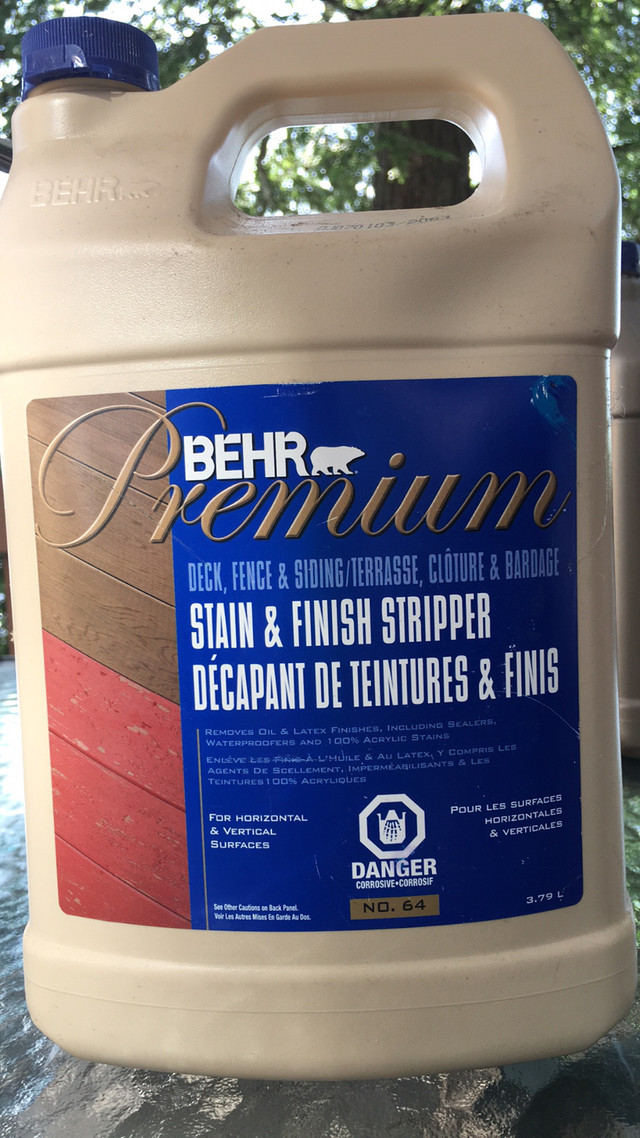 BEHR
BEHR
Premium
DECK, FENCE & SIDING/TERRASSE, CLÔTURE & BARDAGE
STAIN & FINISH STRIPPER
DÉCAPANT DE TEINTURES & FINIS
REMOVES OIL & LATEX FINISHES, INCLUDING SEALERS,
WATERPROOFERS AND 100% ACRYLIC STAINS
ENLÈVE LES FINIS À L'HUILE & AU LATEX, Y COMPRIS LES
AGENTS DE SCELLEMENT, IMPERMÉABILISANTS & LES
TEINTURES 100% ACRYLIQUES
FOR HORIZONTAL
& VERTICAL
SURFACES
POUR LES SURFACES
HORIZONTALES
& VERTICALES
DANGER
CORROSIVE•CORROSIF
NO. 64
See Other Cautions on Back Panel.
Voir Les Autres Mises En Garde Au Dos.
3.79 L